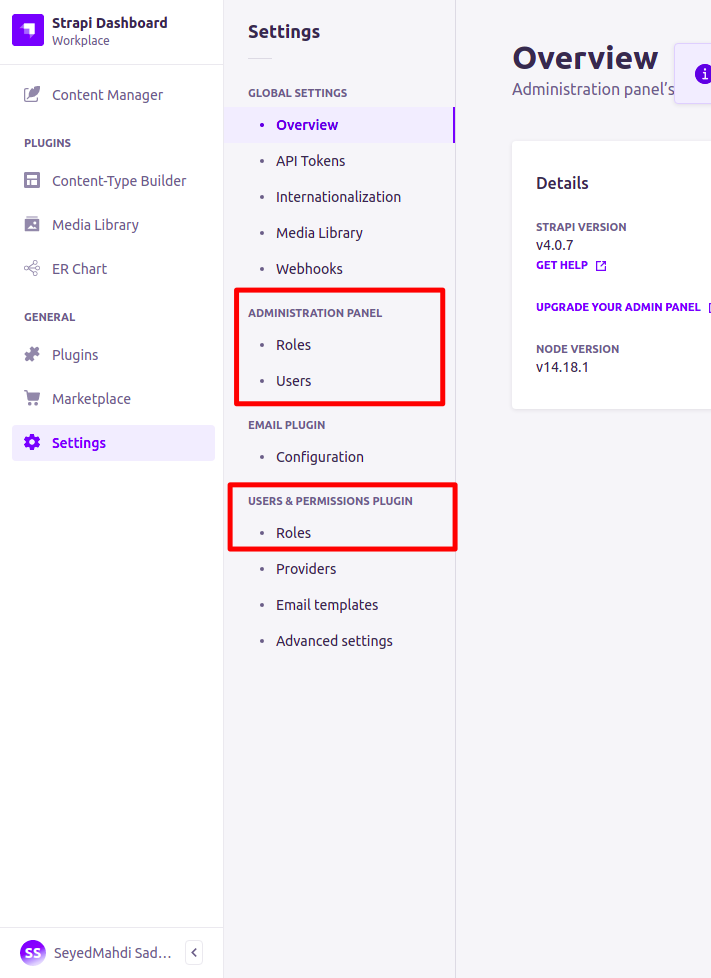 Strapi Dashboard
Workplace
Content Manager
PLUGINS
Content-Type Builder
Media Library
ER Chart
GENERAL
Plugins
Marketplace
Settings
SS
SeyedMahdi Sad...
Settings
GLOBAL SETTINGS
Overview
API Tokens
Internationalization
Media Library
Webhooks
ADMINISTRATION PANEL
Roles
Users
EMAIL PLUGIN
Configuration
USERS & PERMISSIONS PLUGIN
Roles
Providers
Email templates
Advanced settings
Overview
Administration panel's
Details
STRAPI VERSION
v4.0.7
GET HELP
UPGRADE YOUR ADMIN PANEL
NODE VERSION
v14.18.1